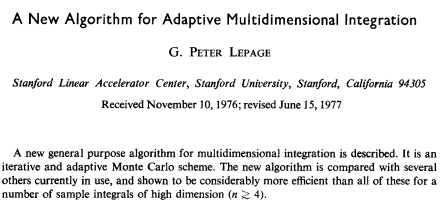 A New Algorithm for Adaptive Multidimensional Integration
G. PETER LEPAGE
Stanford Linear Accelerator Center, Stanford University, Stanford, California 94305
Received November 10, 1976; revised June 15, 1977
A new general purpose algorithm for multidimensional integration is described. It is an
iterative and adaptive Monte Carlo scheme. The new algorithm is compared with several
others currently in use, and shown to be considerably more efficient than all of these for a
number of sample integrals of high dimension (n ≳ 4).